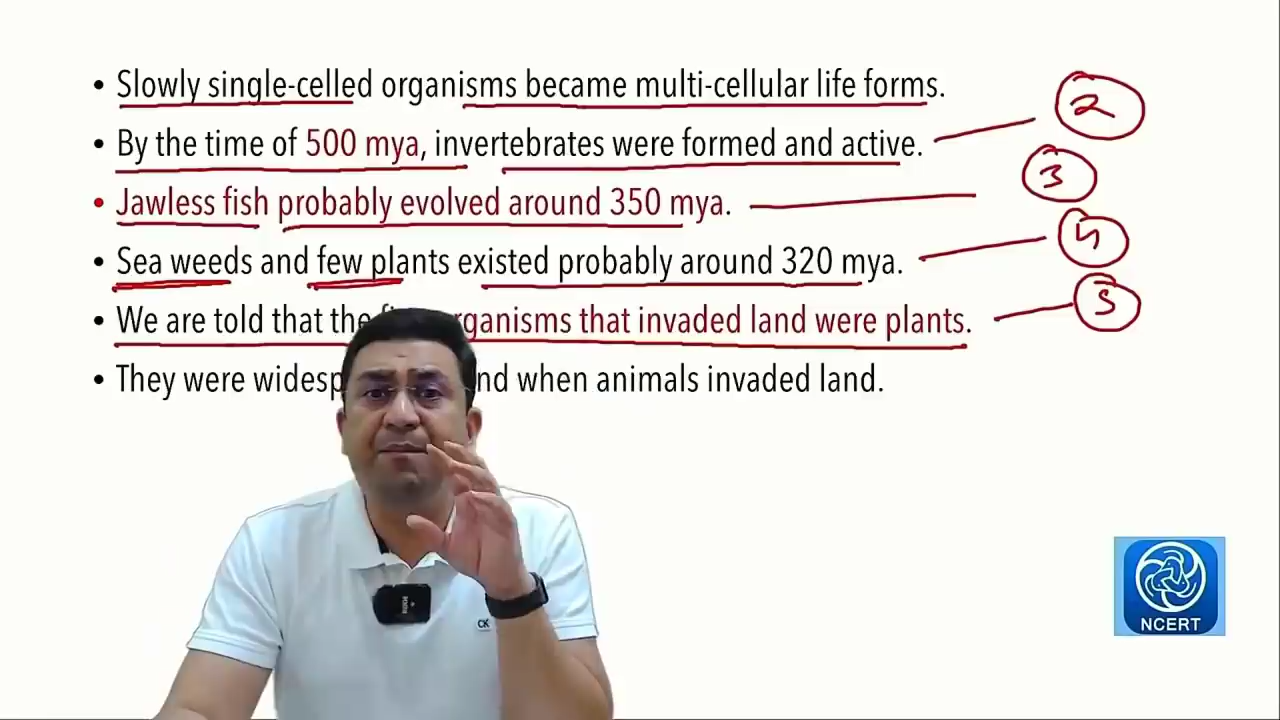 • Slowly single-celled organisms became multi-cellular life forms.
• By the time of 500 mya, invertebrates were formed and active. 2
• Jawless fish probably evolved around 350 mya. 3
• Sea weeds and few plants existed probably around 320 mya. 4
• We are told that the organisms that invaded land were plants. 5
• They were when animals invaded land.
CK
NCERT